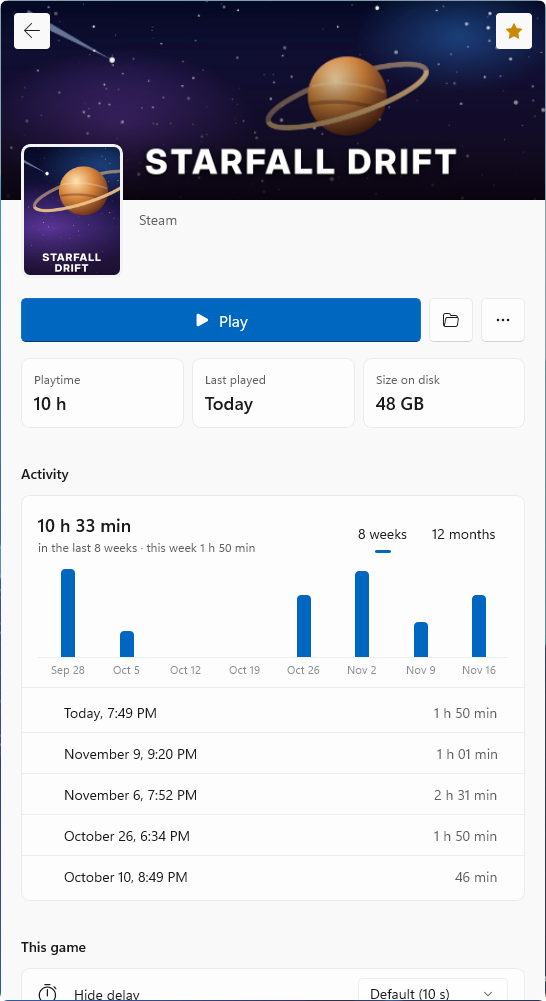 STARFALL DRIFT
STARFALL
DRIFT
Steam
Play
Playtime
10 h
Last played
Today
Size on disk
48 GB
Activity
10 h 33 min
in the last 8 weeks · this week 1 h 50 min
8 weeks
12 months
Sep 28 Oct 5 Oct 12 Oct 19 Oct 26 Nov 2 Nov 9 Nov 16
Today, 7:49 PM 1 h 50 min
November 9, 9:20 PM 1 h 01 min
November 6, 7:52 PM 2 h 31 min
October 26, 6:34 PM 1 h 50 min
October 10, 8:49 PM 46 min
This game
Hide delay Default (10 s)